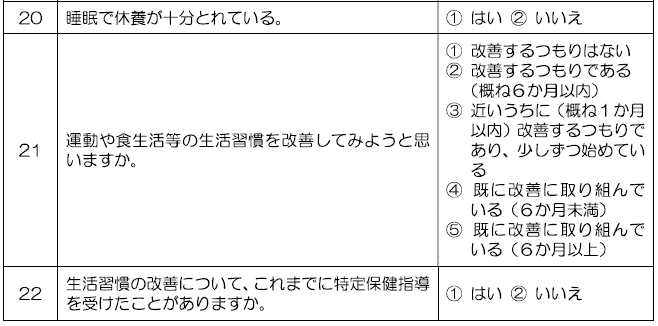 20 睡眠で休養が十分とれている。 ① はい ② いいえ
21 運動や食生活等の生活習慣を改善してみようと思
いますか。
① 改善するつもりはない
② 改善するつもりである
(概ね6か月以内)
③ 近いうちに(概ね1か月
以内)改善するつもりで
あり、少しずつ始めてい
る
④ 既に改善に取り組んで
いる(6か月未満)
⑤ 既に改善に取り組んで
いる(6か月以上)
22 生活習慣の改善について、これまでに特定保健指導
を受けたことがありますか。
① はい ② いいえ